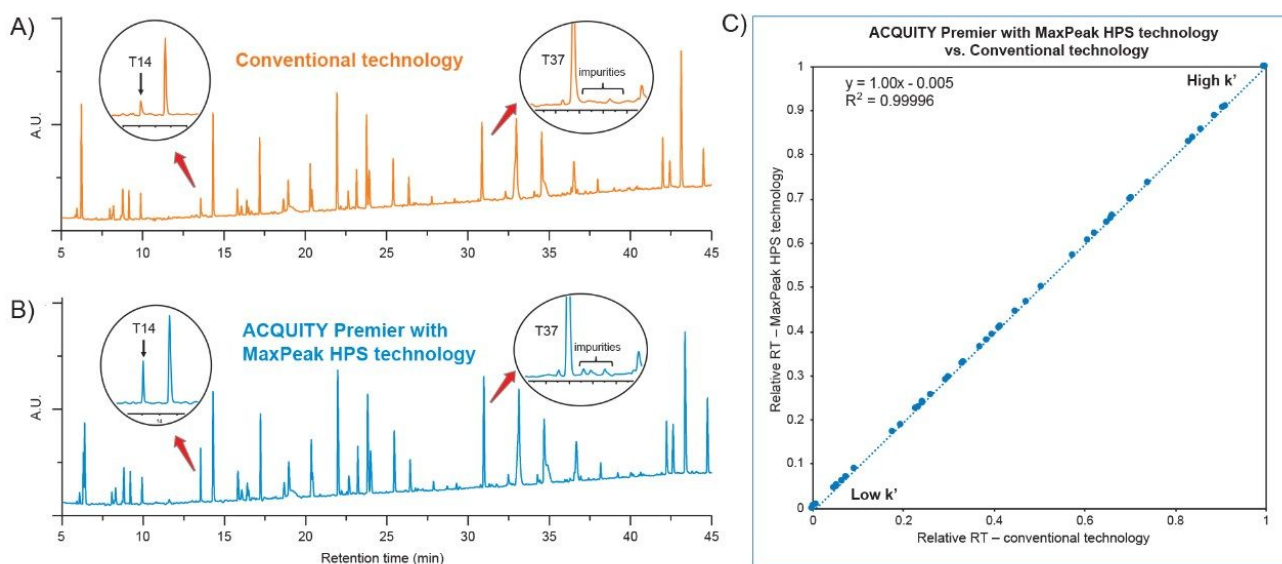 A)
Conventional technology
T14
T37
impurities
A.U.
5 10 15 20 25 30 35 40 45
B)
ACQUITY Premier with
MaxPeak HPS technology
T14
14
T37
impurities
A.U.
5 10 15 20 25 30 35 40 45
Retention time (min)
C)
ACQUITY Premier with MaxPeak HPS technology
vs. Conventional technology
y = 1.00x - 0.005
R² = 0.99996
High k’
Low k’
Relative RT – MaxPeak HPS technology
1
0.9
0.8
0.7
0.6
0.5
0.4
0.3
0.2
0.1
0
0 0.2 0.4 0.6 0.8 1
Relative RT – conventional technology